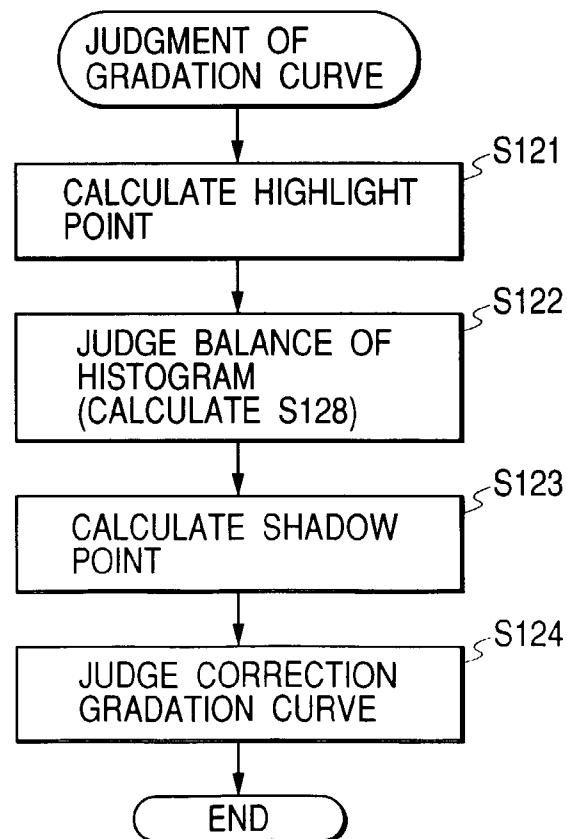 JUDGMENT OF
GRADATION CURVE
S121
CALCULATE HIGHLIGHT
POINT
S122
JUDGE BALANCE OF
HISTOGRAM
(CALCULATE S128)
S123
CALCULATE SHADOW
POINT
S124
JUDGE CORRECTION
GRADATION CURVE
END